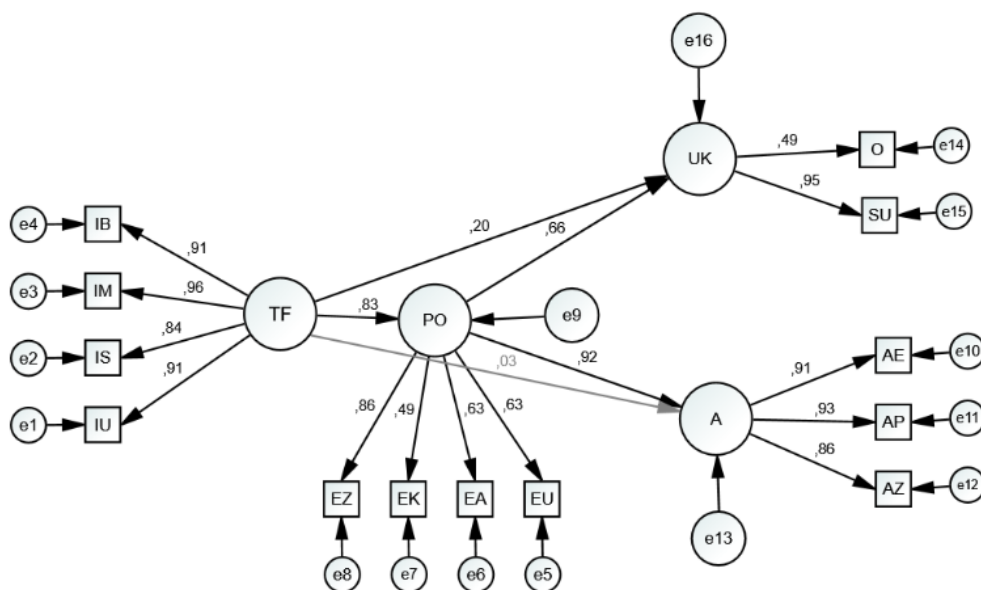 e16
UK
,49
O
e14
,95
SU
e15
e4
IB
,91
,20
,66
e3
IM
,96
TF
,83
PO
e9
e2
IS
,84
,03
,92
,91
AE
e10
e1
IU
,91
A
,93
AP
e11
,86
,49
,63
,63
,86
AZ
e12
EZ
EK
EA
EU
e13
e8
e7
e6
e5